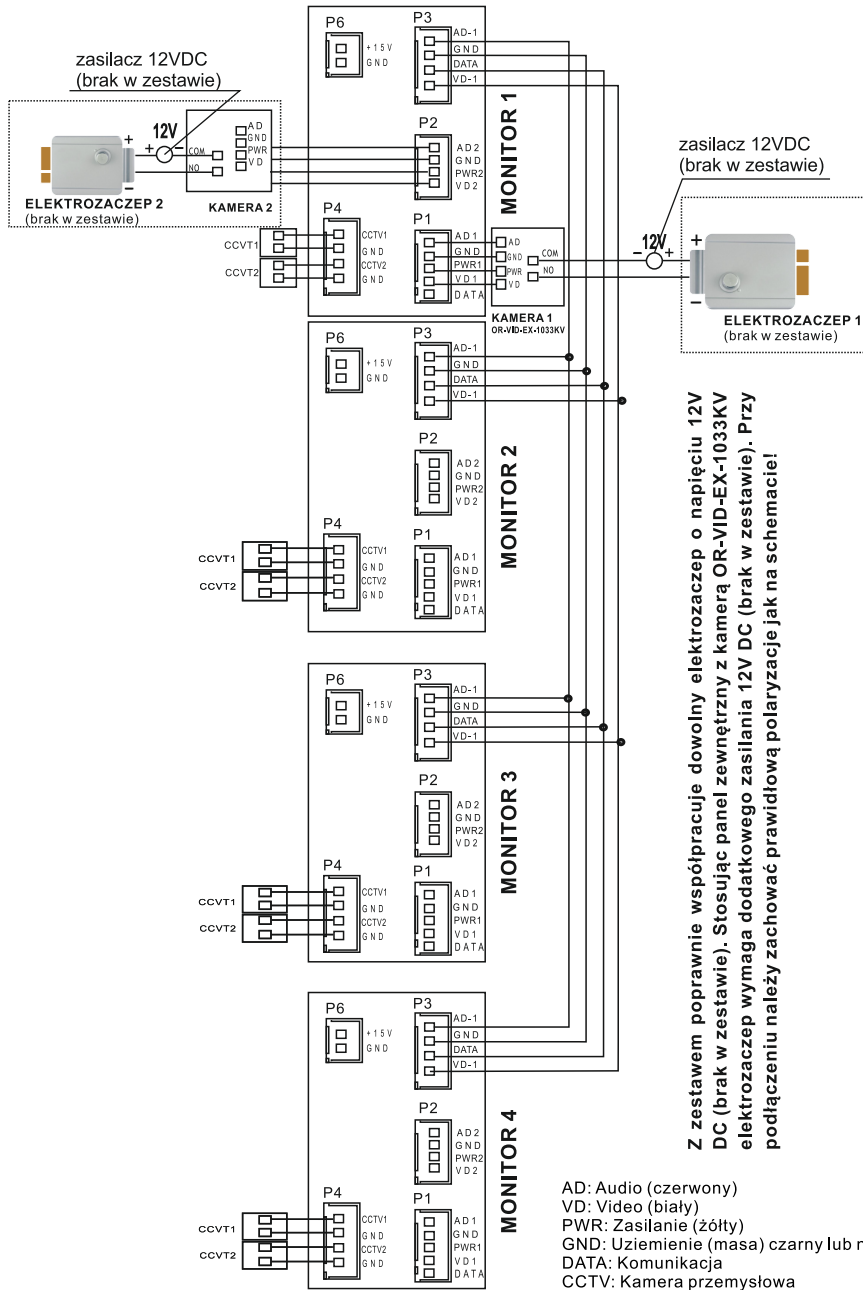 zasilacz 12VDC
(brak w zestawie)
12V
+
-
+
-
ELEKTROZACZEP 2
(brak w zestawie)
COM
NO
AD
GND
PWR
VD
KAMERA 2
P6
+15V
GND
P3
AD-1
GND
DATA
VD-1
P2
AD2
GND
PWR2
VD2
P4
CCTV1
GND
CCTV2
GND
CCVT1
CCVT2
P1
AD1
GND
PWR1
VD1
DATA
MONITOR 1
AD
GND
PWR
VD
COM
NO
KAMERA 1
OR-VID-EX-1033KV
zasilacz 12VDC
(brak w zestawie)
12V
-
+
+
-
ELEKTROZACZEP 1
(brak w zestawie)
P6
+15V
GND
P3
AD-1
GND
DATA
VD-1
P2
AD2
GND
PWR2
VD2
P4
CCTV1
GND
CCTV2
GND
CCVT1
CCVT2
P1
AD1
GND
PWR1
VD1
DATA
MONITOR 2
P6
+15V
GND
P3
AD-1
GND
DATA
VD-1
P2
AD2
GND
PWR2
VD2
P4
CCTV1
GND
CCTV2
GND
CCVT1
CCVT2
P1
AD1
GND
PWR1
VD1
DATA
MONITOR 3
P6
+15V
GND
P3
AD-1
GND
DATA
VD-1
P2
AD2
GND
PWR2
VD2
P4
CCTV1
GND
CCTV2
GND
CCVT1
CCVT2
P1
AD1
GND
PWR1
VD1
DATA
MONITOR 4
Z zestawem poprawnie współpracuje dowolny elektrozaczep o napięciu 12V
DC (brak w zestawie). Stosując panel zewnętrzny z kamerą OR-VID-EX-1033KV
elektrozaczep wymaga dodatkowego zasilania 12V DC (brak w zestawie). Przy
podłączeniu należy zachować prawidłową polaryzacje jak na schemacie!
AD: Audio (czerwony)
VD: Video (biały)
PWR: Zasilanie (żółty)
GND: Uziemienie (masa) czarny lub
DATA: Komunikacja
CCTV: Kamera przemysłowa